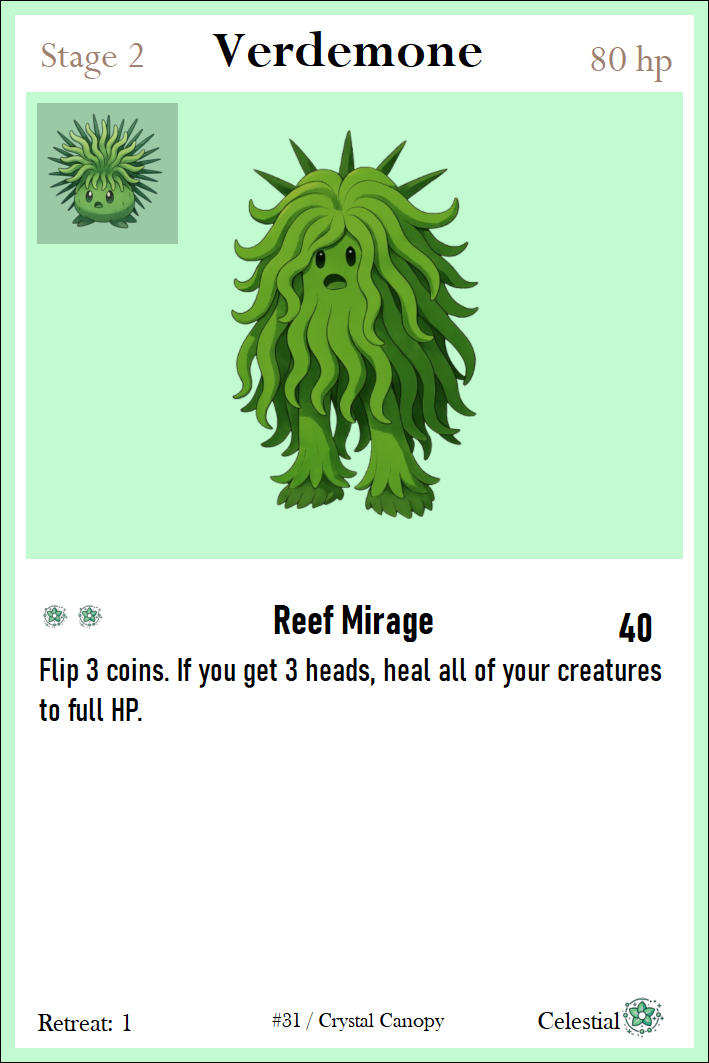 Stage 2
Verdemone
80 hp
Reef Mirage
40
Flip 3 coins. If you get 3 heads, heal all of your creatures
to full HP.
Retreat: 1
#31 / Crystal Canopy
Celestial